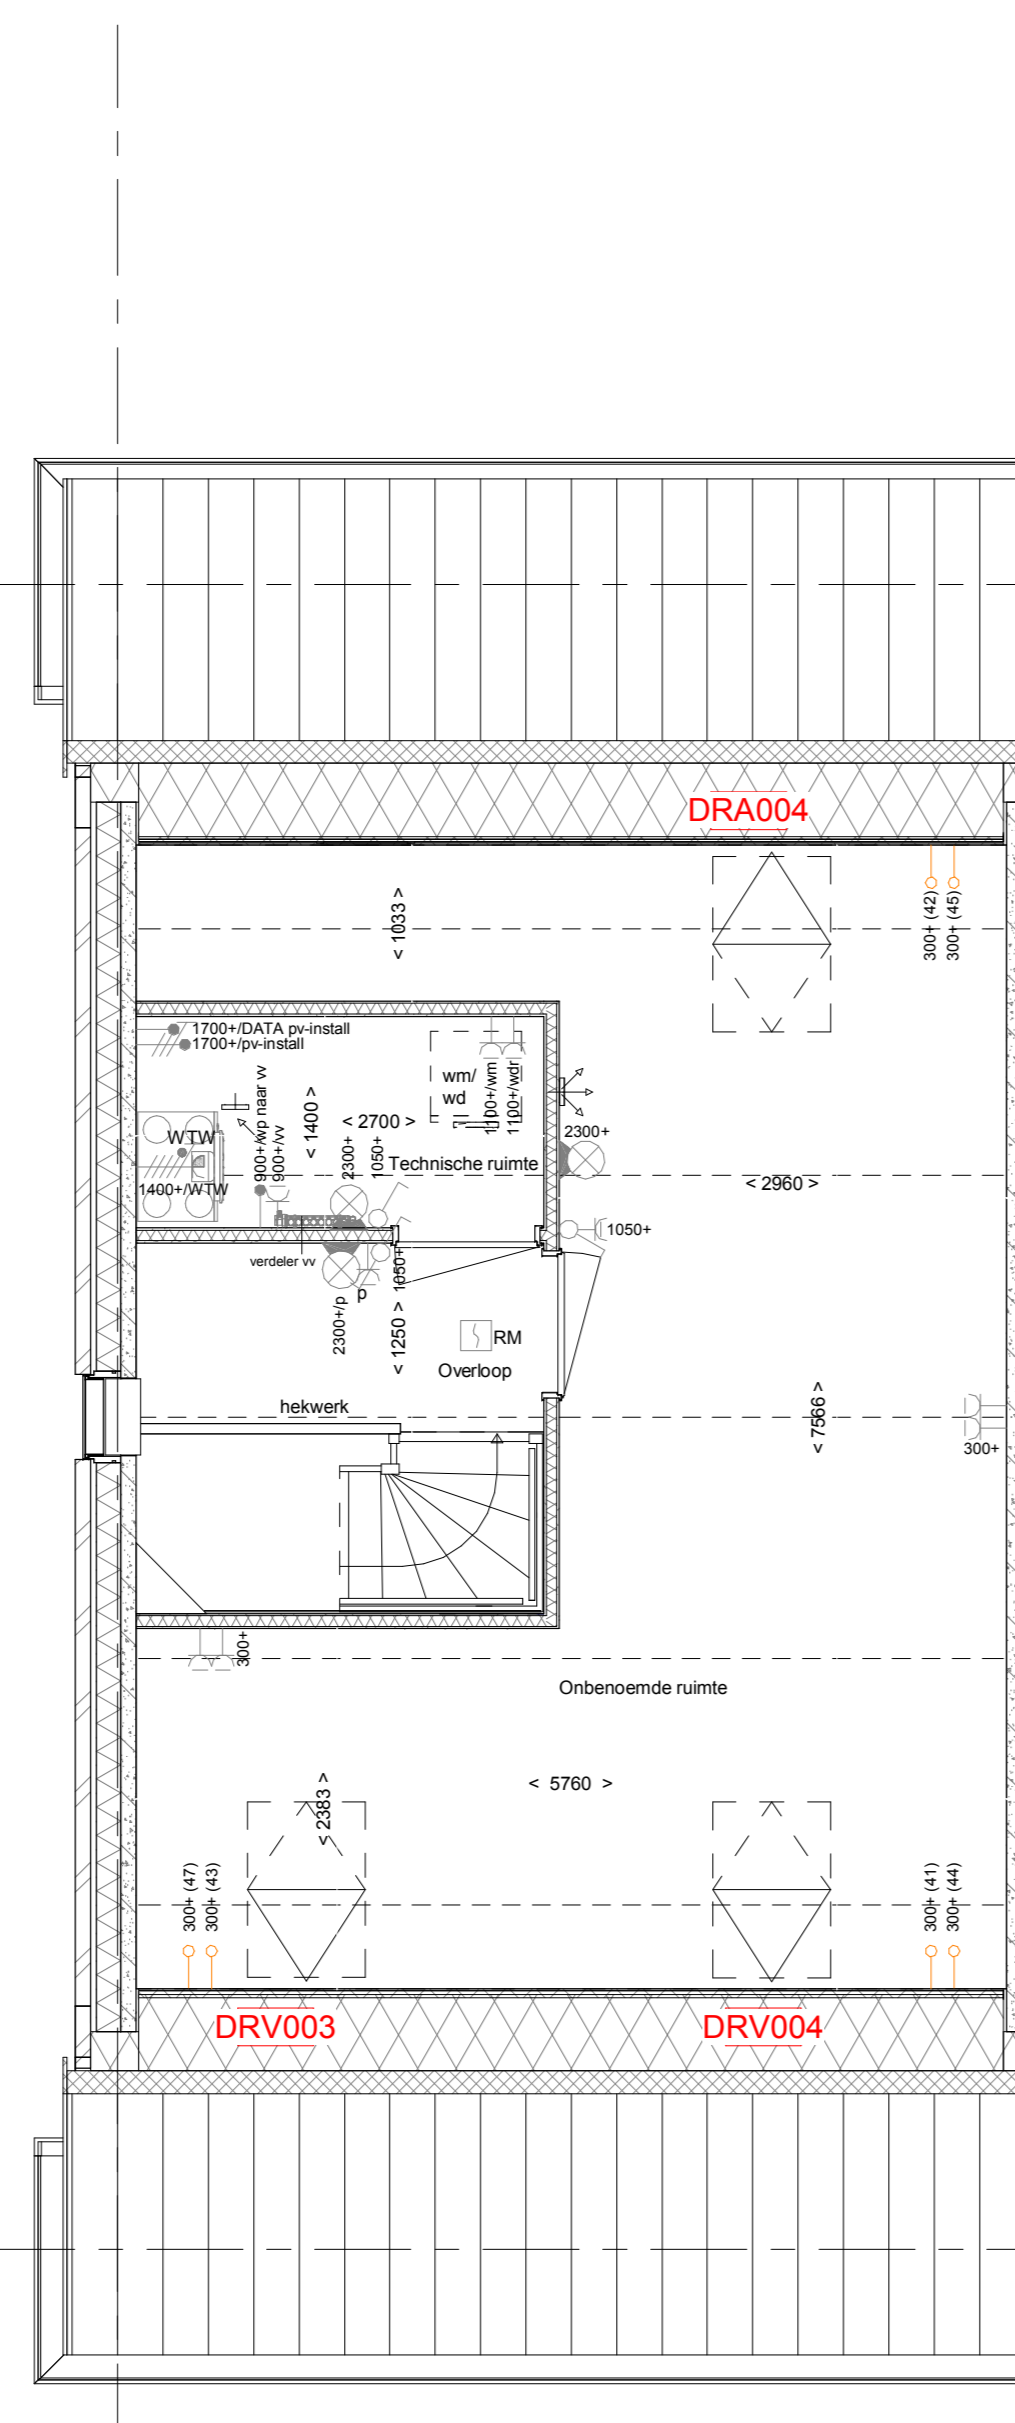 DRA004
< 1033 >
300+ (42)
300+ (45)
1700+/DATA pv-install
1700+/pv-install
wm/
wd
1100+/wm
1100+/wdr
900+/wp naar vv
900+/vv
< 1400 >
< 2700 >
WTW
1400+/WTW
2300+
1050+
Technische ruimte
2300+
< 2960 >
1050+
verdeler vv
2300+/p
p
< 1250 >
1050+
RM
Overloop
hekwerk
< 7566 >
300+
300+
Onbenoemde ruimte
< 2383 >
< 5760 >
300+ (47)
300+ (43)
300+ (41)
300+ (44)
DRV003
DRV004